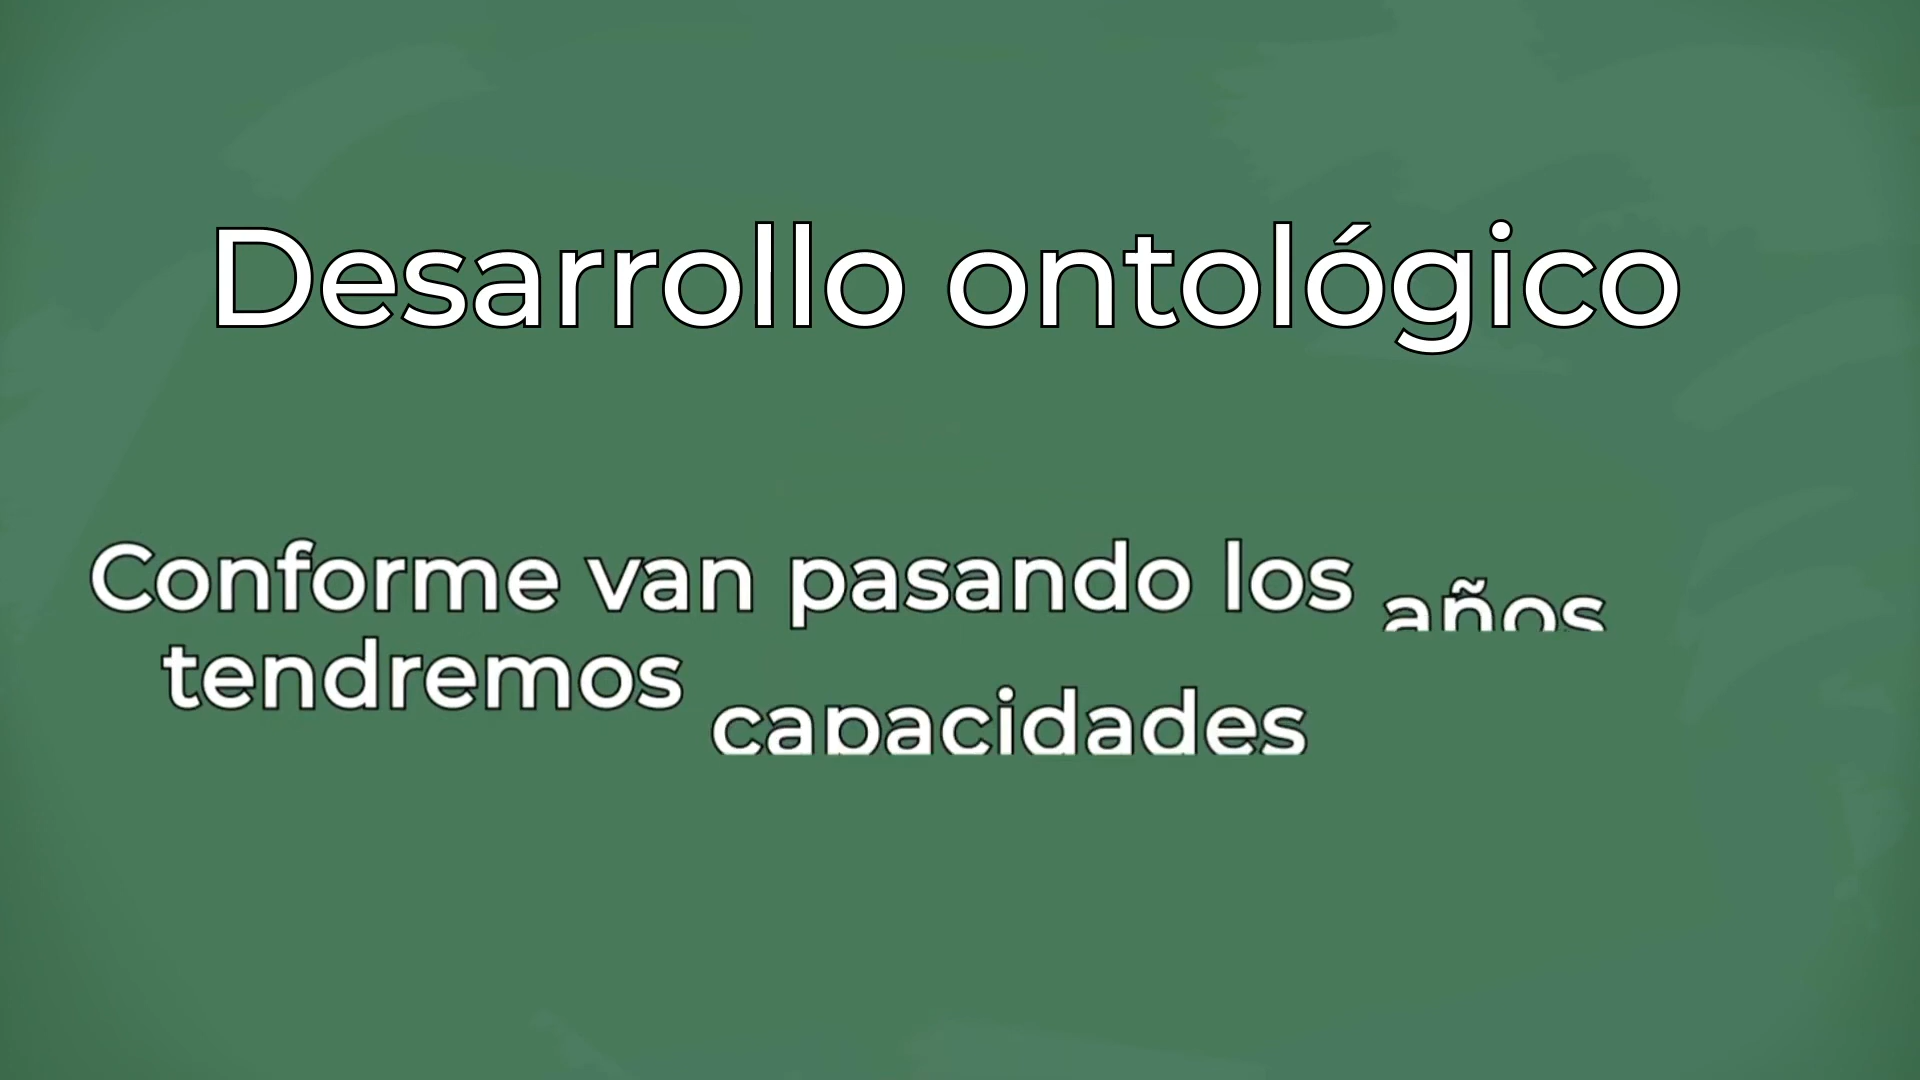 Desarrollo ontológico
Conforme van pasando los años
tendremos capacidades